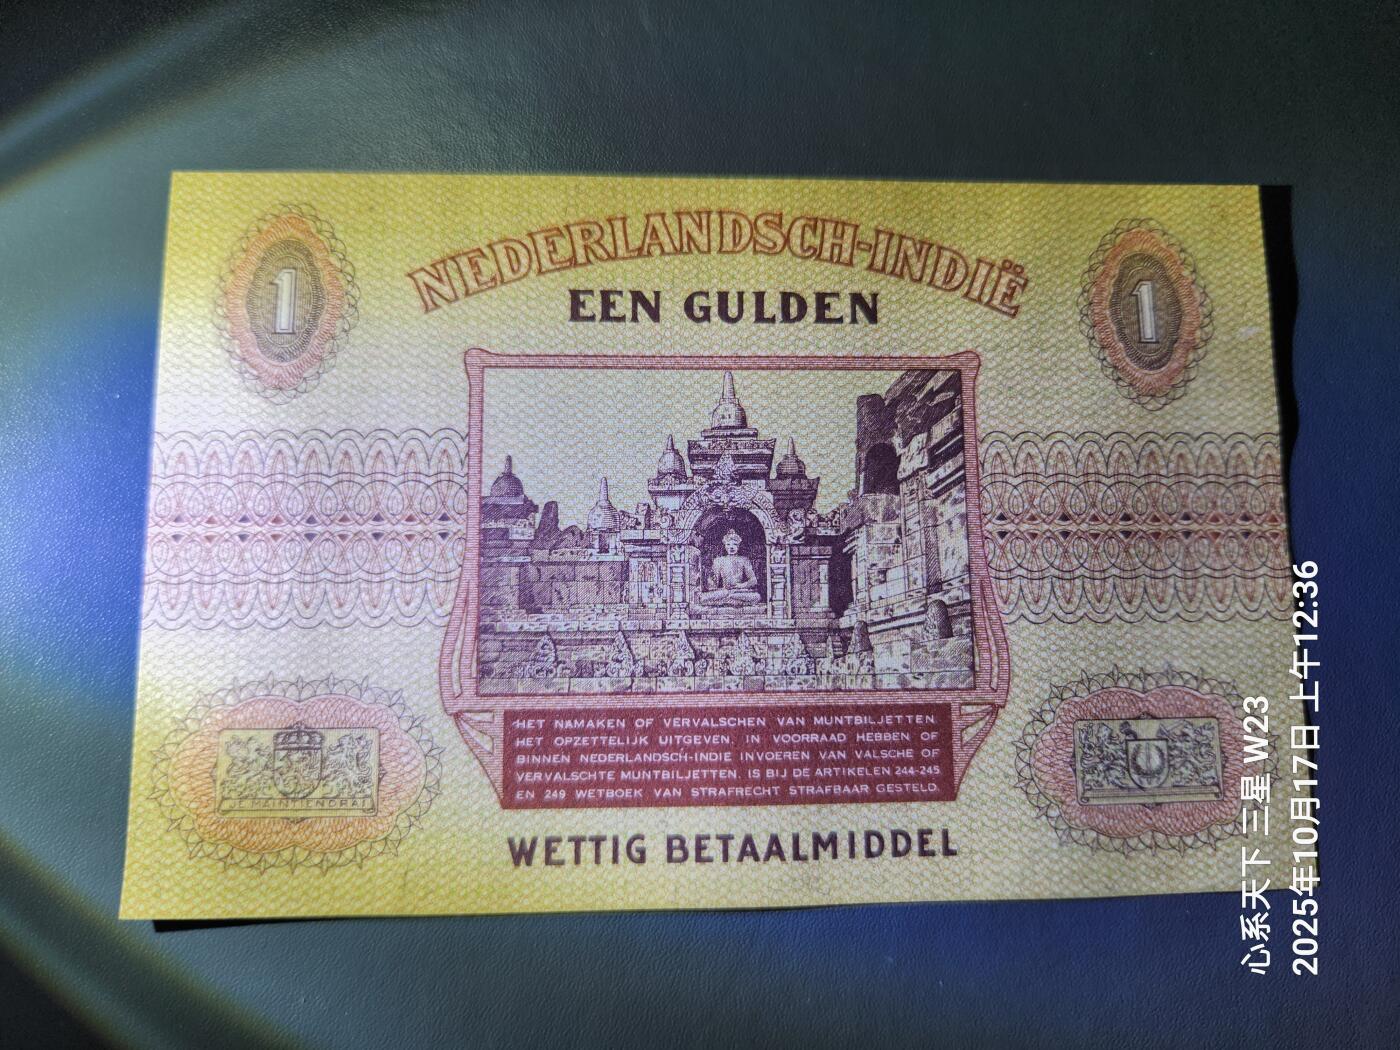 NEDERLANDSCH-INDIË
EEN GULDEN
1
1
HET NAMAKEN OF VERVALSCHEN VAN MUNTBILJETTEN
HET OPZETTELIJK UITGEVEN, IN VOORRAAD HEBBEN OF
BINNEN NEDERLANDSCH-INDIE INVOEREN VAN VALSCHE OF
VERVALSCHTE MUNTBILJETTEN, IS BIJ DE ARTIKELEN 244-245
EN 249 WETBOEK VAN STRAFRECHT STRAFBAAR GESTELD.
JE MAINTIENDRAI
WETTIG BETAALMIDDEL
心系天下 三星 W23
2025年10月17日 上午12:36